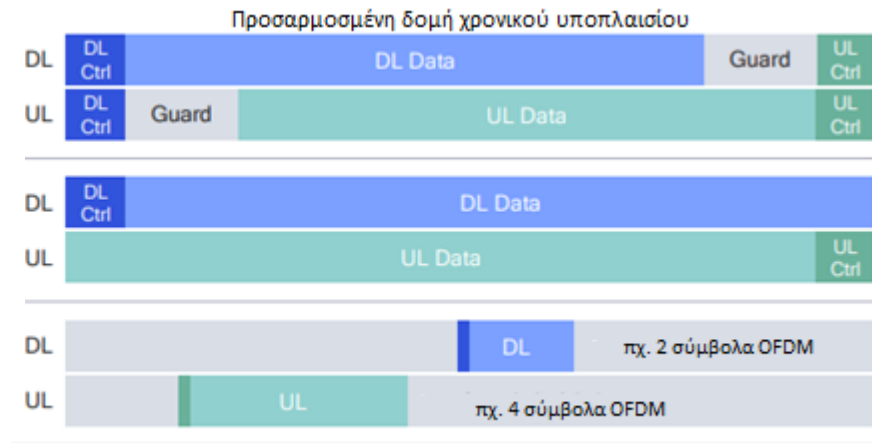 Προσαρμοσμένη δομή χρονικού υποπλαισίου
DL DL Ctrl DL Data Guard UL Ctrl
UL DL Ctrl Guard UL Data UL Ctrl
DL DL Ctrl DL Data
UL UL Data UL Ctrl
DL DL πχ. 2 σύμβολα OFDM
UL UL πχ. 4 σύμβολα OFDM